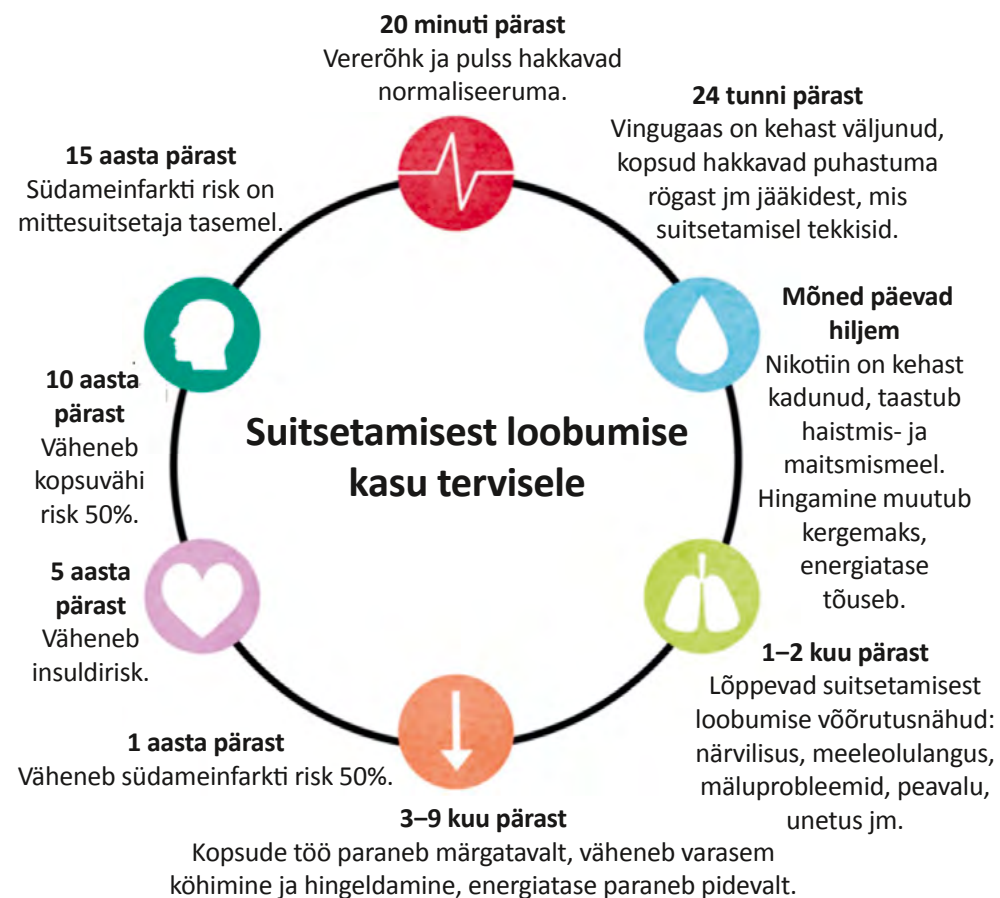 20 minuti pärast
Vererõhk ja pulss hakkavad
normaliseeruma.
24 tunni pärast
Vingugaas on kehast väljunud,
kopsud hakkavad puhastuma
rögast jm jääkidest, mis
suitsetamisel tekkisid.
Mõned päevad
hiljem
Nikotiin on kehast
kadunud, taastub
haistmis- ja
maitsmismeel.
Hingamine muutub
kergemaks,
energiatase
tõuseb.
1–2 kuu pärast
Lõppevad suitsetamisest
loobumise võõrutusnähud:
närvilisus, meeleolulangus,
mäluprobleemid, peavalu,
unetus jm.
3–9 kuu pärast
Kopsude töö paraneb märgatavalt, väheneb varasem
köhimine ja hingeldamine, energiatase paraneb pidevalt.
1 aasta pärast
Väheneb südameinfarkti risk 50%.
5 aasta
pärast
Väheneb
insuldirisk.
10 aasta
pärast
Väheneb
kopsuvähi
risk 50%.
15 aasta pärast
Südameinfarkti risk on
mittesuitsetaja tasemel.
Suitsetamisest loobumise
kasu tervisele